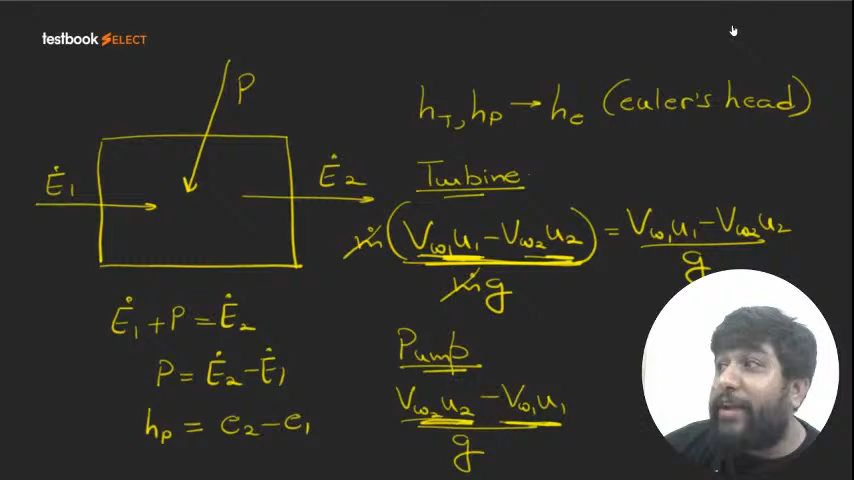 testbook SELECT
P
Ė1
Ė2
Ė1 + P = Ė2
P = Ė2 - Ė1
hp = e2 - e1
hT, hP → he (euler's head)
Turbine
ṁ(Vω1u1 - Vω2u2) / ṁg = Vω1u1 - Vω2u2 / g
Pump
Vω2u2 - Vω1u1 / g